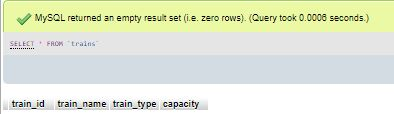 MySQL returned an empty result set (i.e. zero rows). (Query took 0.0006 seconds.)
SELECT * FROM `trains`
train_id train_name train_type capacity